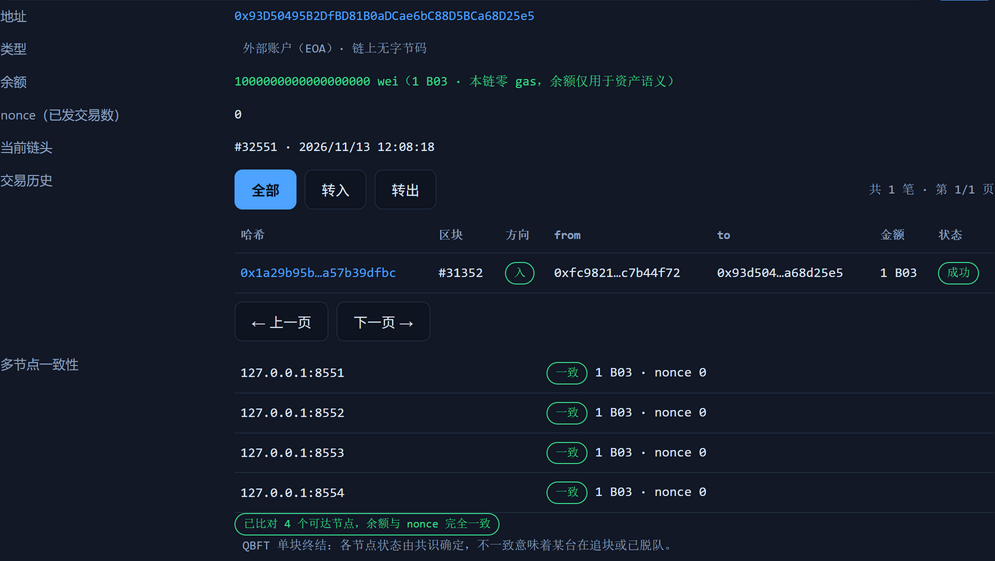 地址 0x93D50495B2DfBD81B0aDCae6bC88D5BCa68D25e5
类型 外部账户（EOA）· 链上无字节码
余额 1000000000000000000 wei（1 B03 · 本链零 gas，余额仅用于资产语义）
nonce（已发交易数） 0
当前链头 #32551 · 2026/11/13 12:08:18
交易历史 全部 转入 转出 共 1 笔 · 第 1/1 页
哈希 区块 方向 from to 金额 状态
0x1a29b95b…a57b39dfbc #31352 入 0xfc9821…c7b44f72 0x93d504…a68d25e5 1 B03 成功
← 上一页 下一页 →
多节点一致性 127.0.0.1:8551 一致 1 B03 · nonce 0
127.0.0.1:8552 一致 1 B03 · nonce 0
127.0.0.1:8553 一致 1 B03 · nonce 0
127.0.0.1:8554 一致 1 B03 · nonce 0
已比对 4 个可达节点，余额与 nonce 完全一致
QBFT 单块终结：各节点状态由共识确定，不一致意味着某台在追块或已脱队。